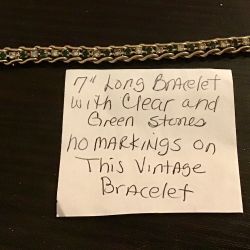 7" Long Bracelet
with Clear and
Green stones
no MARKINGS on
This Vintage
Bracelet